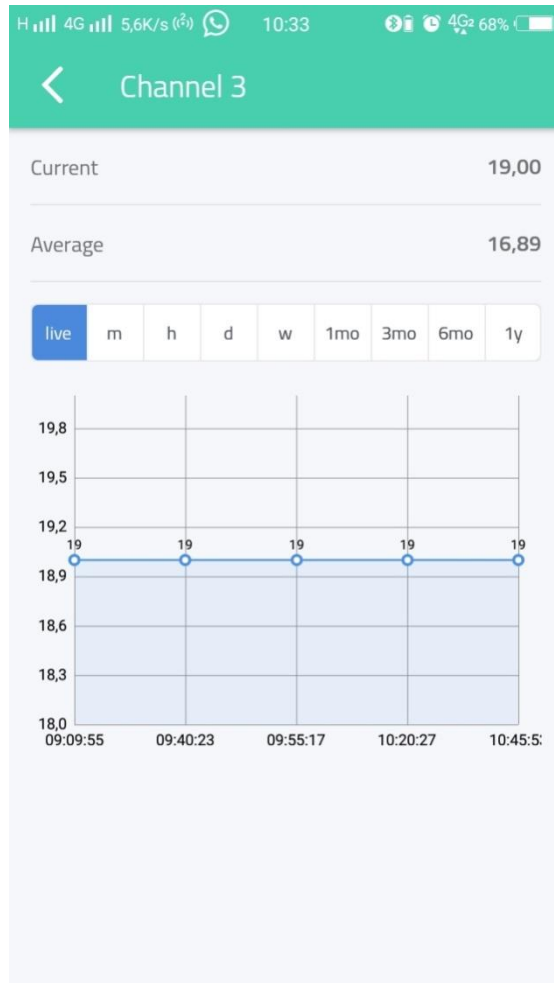 H 4G 5,6K/s 10:33 4G2 68%
Channel 3
Current 19,00
Average 16,89
live m h d w 1mo 3mo 6mo 1y
19,8
19,5
19,2
19 19 19 19 19
18,9
18,6
18,3
18,0
09:09:55 09:40:23 09:55:17 10:20:27